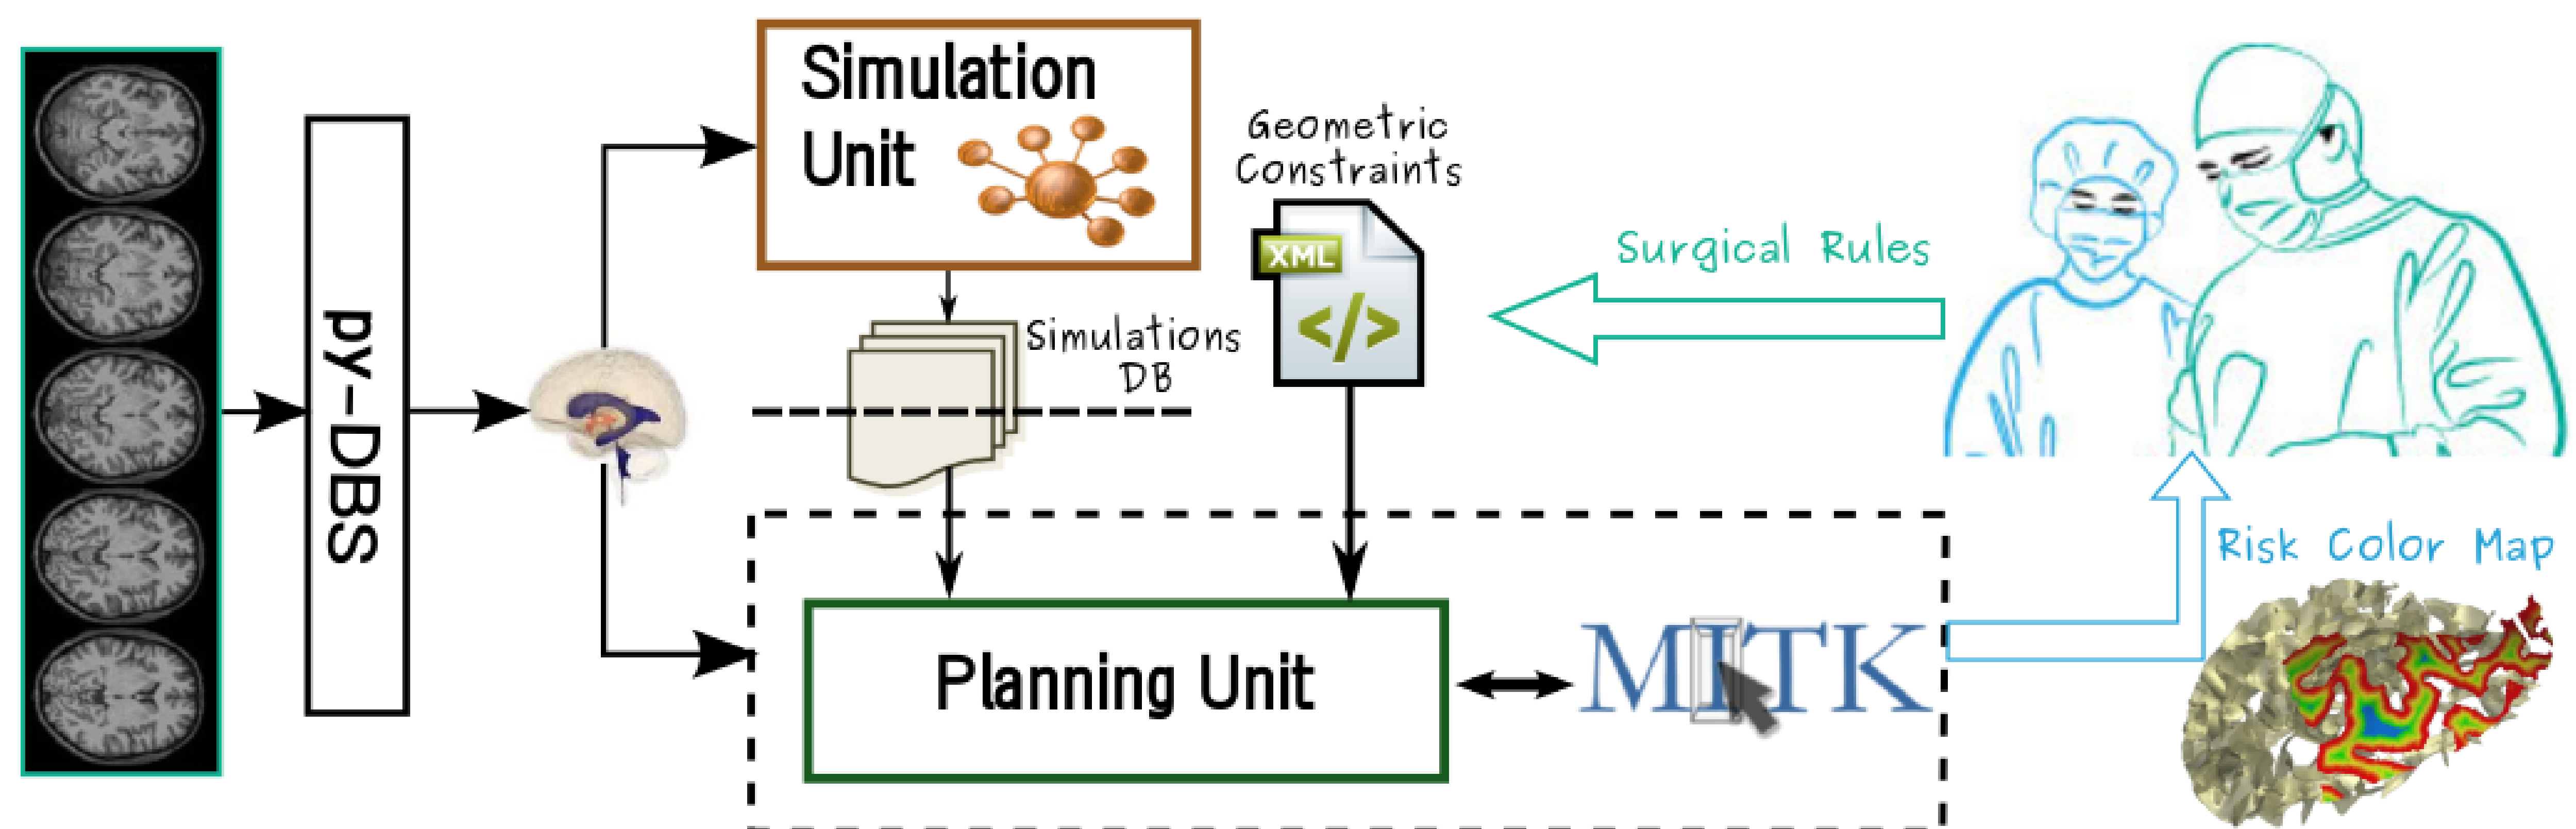 Simulation
Unit
Geometric
Constraints
XML
</>
Surgical Rules
py-DBS
Simulations
DB
Risk Color Map
Planning Unit
MITK